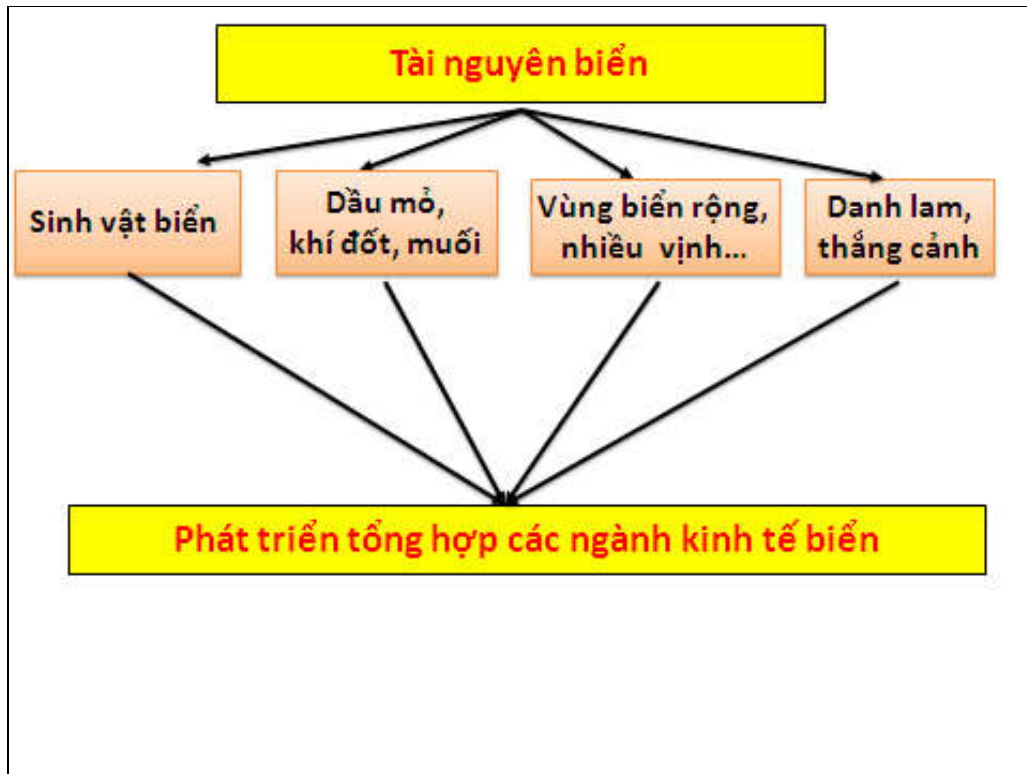 Tài nguyên biển
Sinh vật biển
Dầu mỏ,
khí đốt, muối
Vùng biển rộng,
nhiều vịnh...
Danh lam,
thắng cảnh
Phát triển tổng hợp các ngành kinh tế biển